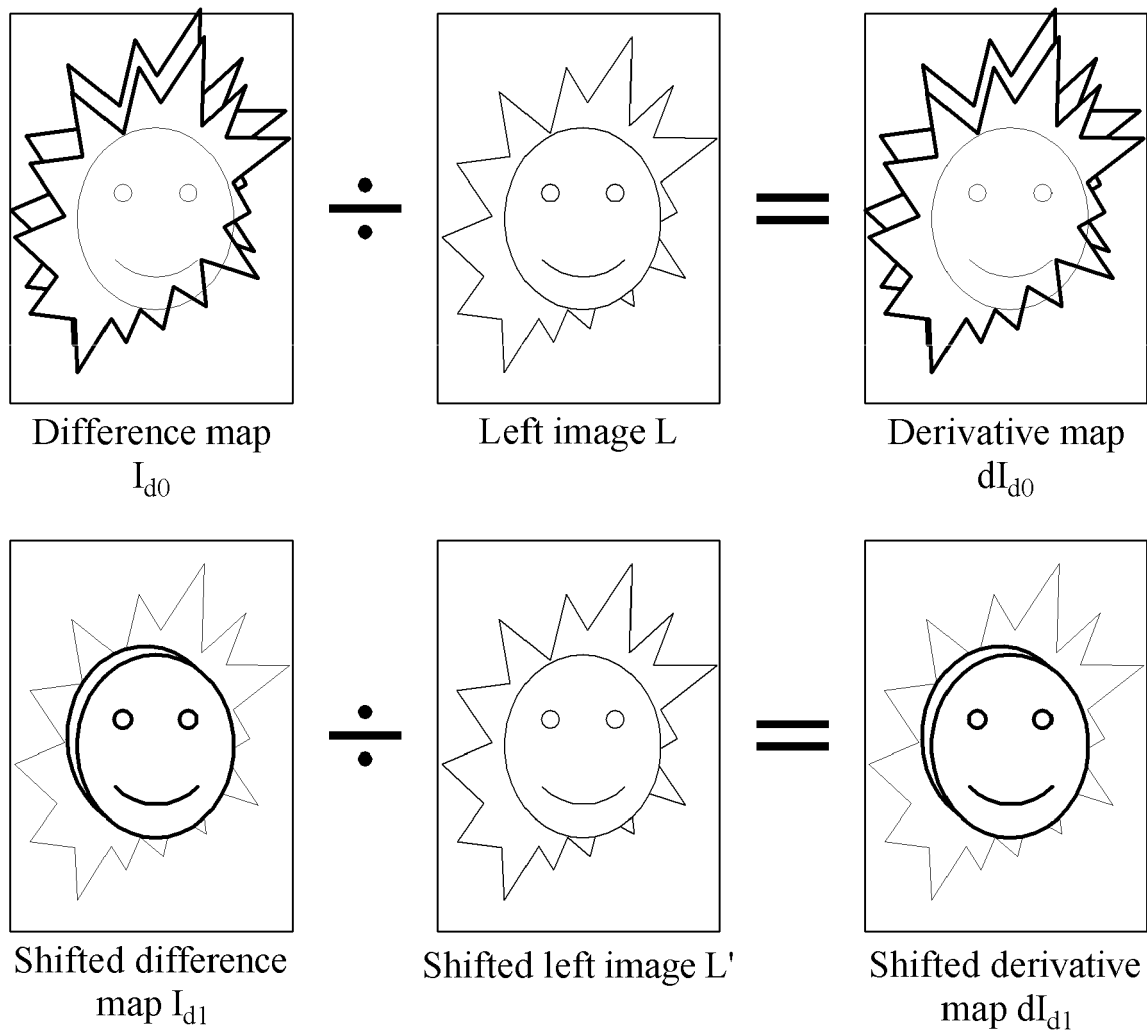 ÷
=
Difference map
I_d0
Left image L
Derivative map
dI_d0
÷
=
Shifted difference
map I_d1
Shifted left image L'
Shifted derivative
map dI_d1